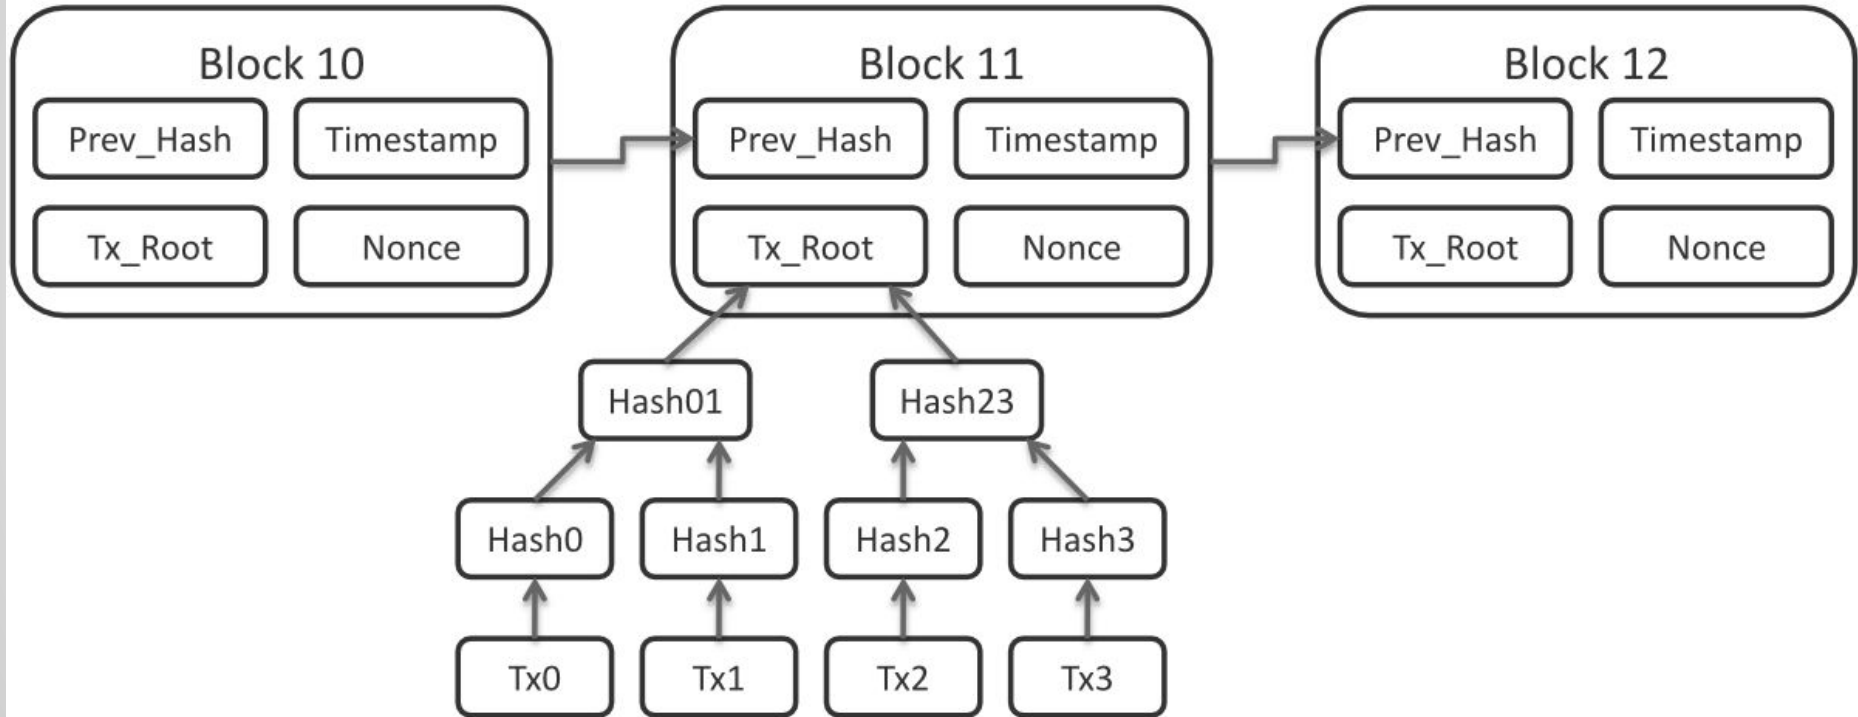 Block 10
Block 11
Block 12
Prev_Hash
Timestamp
Prev_Hash
Timestamp
Prev_Hash
Timestamp
Tx_Root
Nonce
Tx_Root
Nonce
Tx_Root
Nonce
Hash01
Hash23
Hash0
Hash1
Hash2
Hash3
Tx0
Tx1
Tx2
Tx3